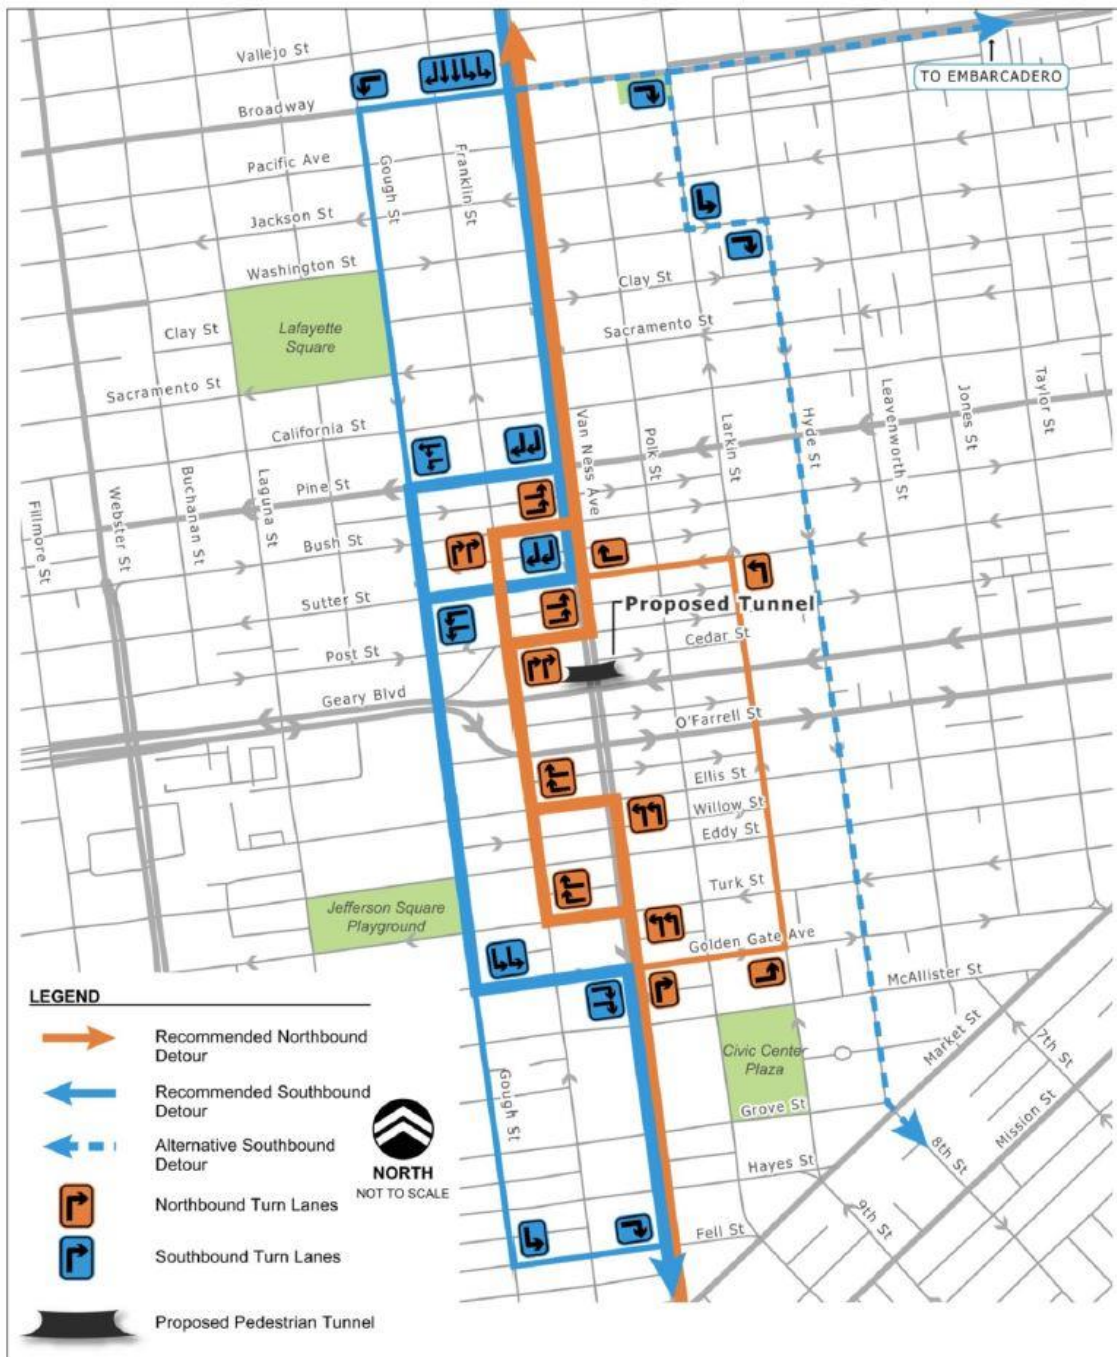 Vallejo St
TO EMBARCADERO
Broadway
Pacific Ave
Gough St
Franklin St
Jackson St
Washington St
Clay St
Clay St
Lafayette
Square
Sacramento St
Sacramento St
California St
Van Ness Ave
Polk St
Larkin St
Hyde St
Leavenworth St
Jones St
Taylor St
Pine St
Fillmore St
Webster St
Buchanan St
Laguna St
Bush St
Sutter St
Proposed Tunnel
Cedar St
Post St
Geary Blvd
O'Farrell St
Ellis St
Willow St
Eddy St
Turk St
Jefferson Square
Playground
Golden Gate Ave
McAllister St
Civic Center
Plaza
Market St
7th St
Mission St
Gough St
Grove St
8th St
Hayes St
9th St
Fell St
LEGEND
Recommended Northbound
Detour
Recommended Southbound
Detour
Alternative Southbound
Detour
NORTH
NOT TO SCALE
Northbound Turn Lanes
Southbound Turn Lanes
Proposed Pedestrian Tunnel